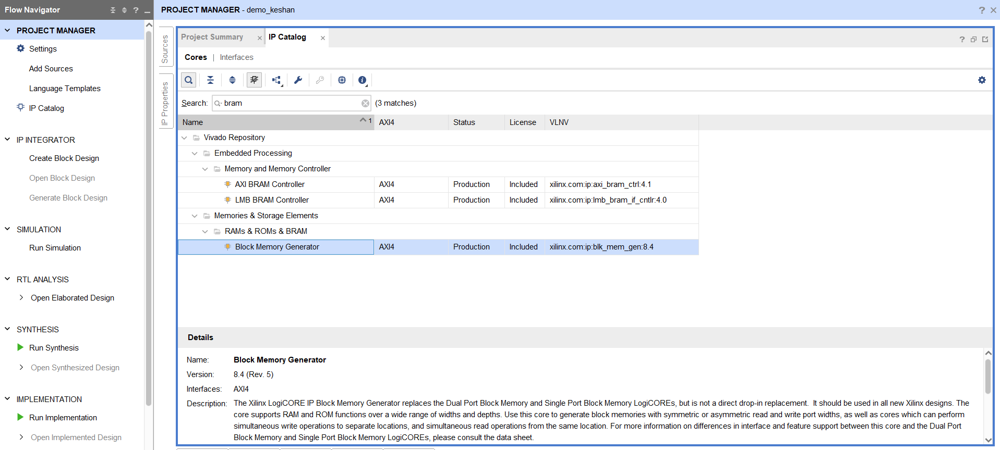 Flow Navigator
?
PROJECT MANAGER
Settings
Add Sources
Language Templates
IP Catalog
IP INTEGRATOR
Create Block Design
Open Block Design
Generate Block Design
SIMULATION
Run Simulation
RTL ANALYSIS
Open Elaborated Design
SYNTHESIS
Run Synthesis
Open Synthesized Design
IMPLEMENTATION
Run Implementation
Open Implemented Design
PROJECT MANAGER - demo_keshan
?
Sources
IP Properties
Project Summary
IP Catalog
?
Cores | Interfaces
Search: bram (3 matches)
Name 1 AXI4 Status License VLNV
Vivado Repository
Embedded Processing
Memory and Memory Controller
AXI BRAM Controller AXI4 Production Included xilinx.com:ip:axi_bram_ctrl:4.1
LMB BRAM Controller AXI4 Production Included xilinx.com:ip:lmb_bram_if_cntlr:4.0
Memories & Storage Elements
RAMs & ROMs & BRAM
Block Memory Generator AXI4 Production Included xilinx.com:ip:blk_mem_gen:8.4
Details
Name: Block Memory Generator
Version: 8.4 (Rev. 5)
Interfaces: AXI4
Description: The Xilinx LogiCORE IP Block Memory Generator replaces the Dual Port Block Memory and Single Port Block Memory LogiCOREs, but is not a direct drop-in replacement. It should be used in all new Xilinx designs. The
core supports RAM and ROM functions over a wide range of widths and depths. Use this core to generate block memories with symmetric or asymmetric read and write port widths, as well as cores which can perform
simultaneous write operations to separate locations, and simultaneous read operations from the same location. For more information on differences in interface and feature support between this core and the Dual Port
Block Memory and Single Port Block Memory LogiCOREs, please consult the data sheet.